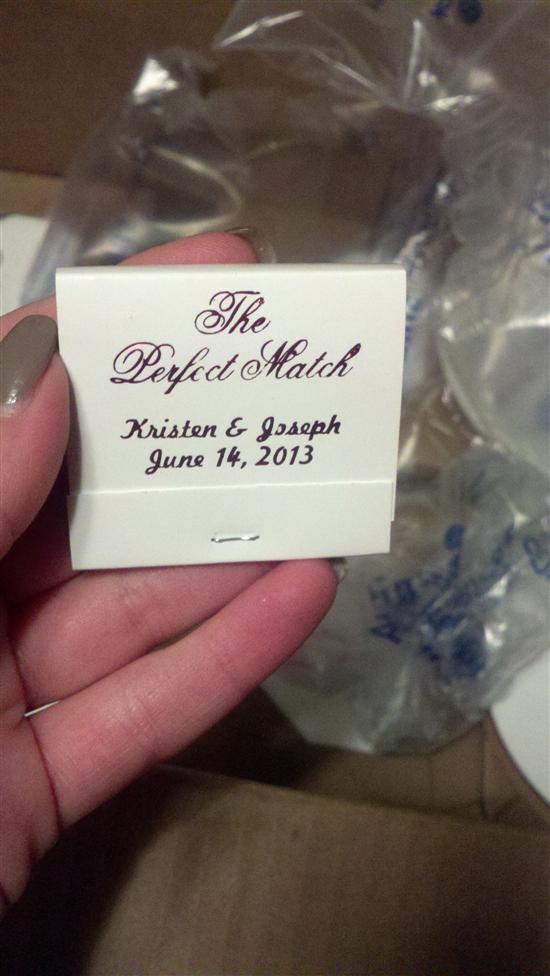 The
Perfect Match
Kristen & Joseph
June 14, 2013